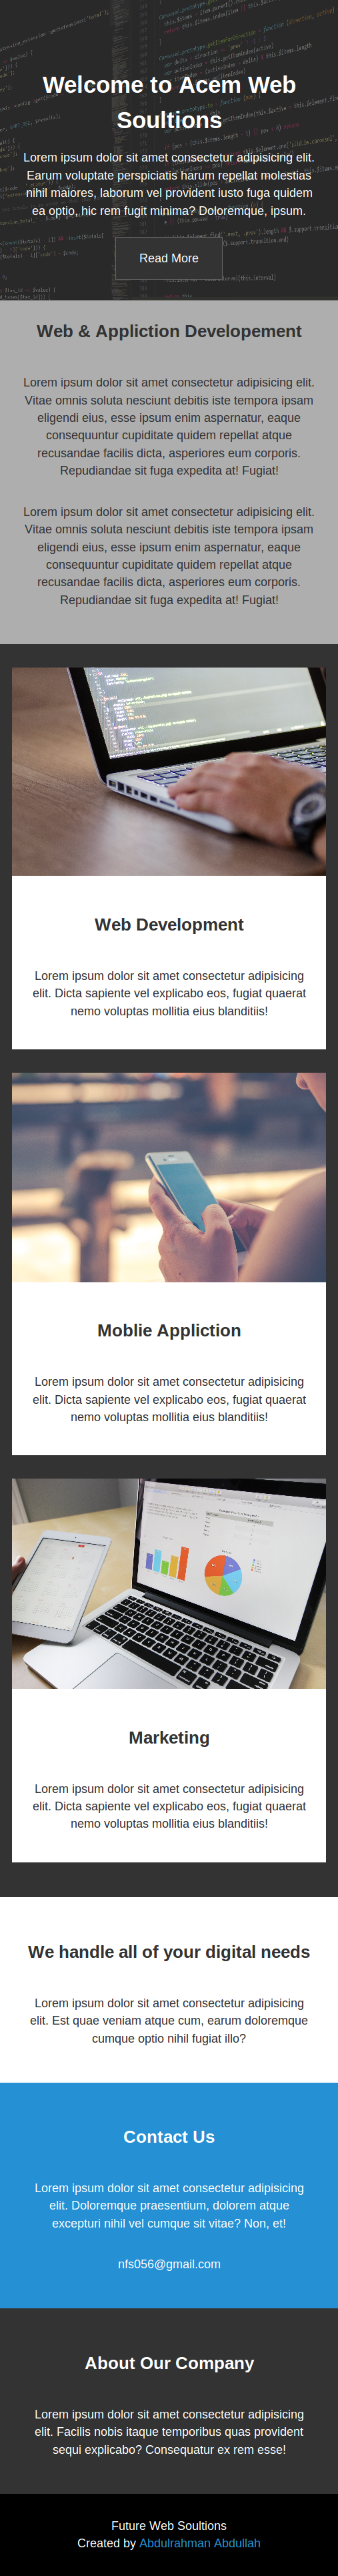 Welcome to Acem Web
Soultions
Lorem ipsum dolor sit amet consectetur adipisicing elit.
Earum voluptate perspiciatis harum repellat molestias
nihil maiores, laborum vel provident iusto fuga quidem
ea optio, hic rem fugit minima? Doloremque, ipsum.
Read More
Web & Appliction Developement
Lorem ipsum dolor sit amet consectetur adipisicing elit.
Vitae omnis soluta nesciunt debitis iste tempora ipsam
eligendi eius, esse ipsum enim aspernatur, eaque
consequuntur cupiditate quidem repellat atque
recusandae facilis dicta, asperiores eum corporis.
Repudiandae sit fuga expedita at! Fugiat!
Lorem ipsum dolor sit amet consectetur adipisicing elit.
Vitae omnis soluta nesciunt debitis iste tempora ipsam
eligendi eius, esse ipsum enim aspernatur, eaque
consequuntur cupiditate quidem repellat atque
recusandae facilis dicta, asperiores eum corporis.
Repudiandae sit fuga expedita at! Fugiat!
Web Development
Lorem ipsum dolor sit amet consectetur adipisicing
elit. Dicta sapiente vel explicabo eos, fugiat quaerat
nemo voluptas mollitia eius blanditiis!
Moblie Appliction
Lorem ipsum dolor sit amet consectetur adipisicing
elit. Dicta sapiente vel explicabo eos, fugiat quaerat
nemo voluptas mollitia eius blanditiis!
Marketing
Lorem ipsum dolor sit amet consectetur adipisicing
elit. Dicta sapiente vel explicabo eos, fugiat quaerat
nemo voluptas mollitia eius blanditiis!
We handle all of your digital needs
Lorem ipsum dolor sit amet consectetur adipisicing
elit. Est quae veniam atque cum, earum doloremque
cumque optio nihil fugiat illo?
Contact Us
Lorem ipsum dolor sit amet consectetur adipisicing
elit. Doloremque praesentium, dolorem atque
excepturi nihil vel cumque sit vitae? Non, et!
nfs056@gmail.com
About Our Company
Lorem ipsum dolor sit amet consectetur adipisicing
elit. Facilis nobis itaque temporibus quas provident
sequi explicabo? Consequatur ex rem esse!
Future Web Soultions
Created by Abdulrahman Abdullah